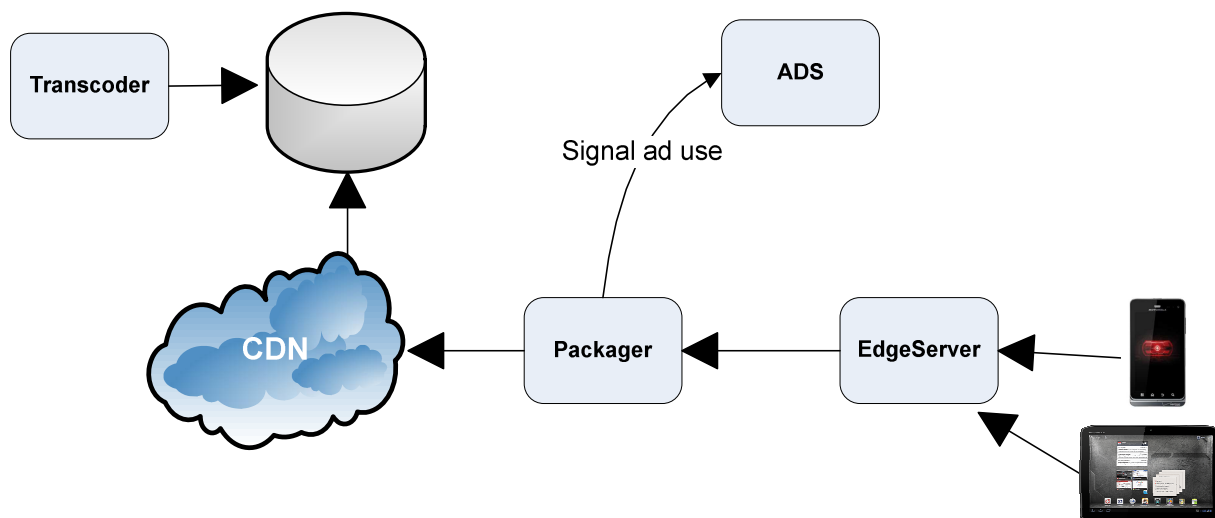 Transcoder
ADS
Signal ad use
CDN
Packager
EdgeServer